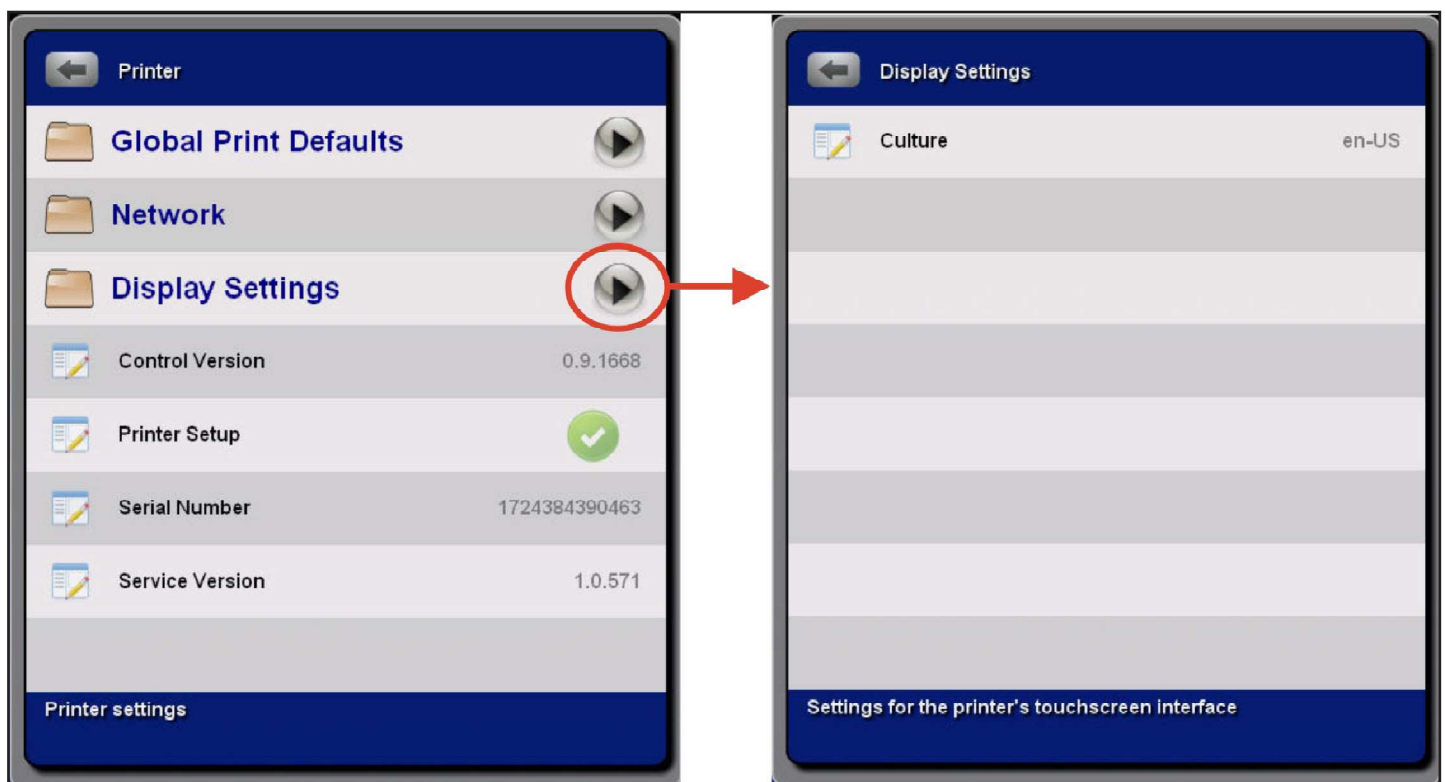 Printer
Global Print Defaults
Network
Display Settings
Control Version 0.9.1668
Printer Setup
Serial Number 1724384390463
Service Version 1.0.571
Printer settings
Display Settings
Culture en-US
Settings for the printer's touchscreen interface